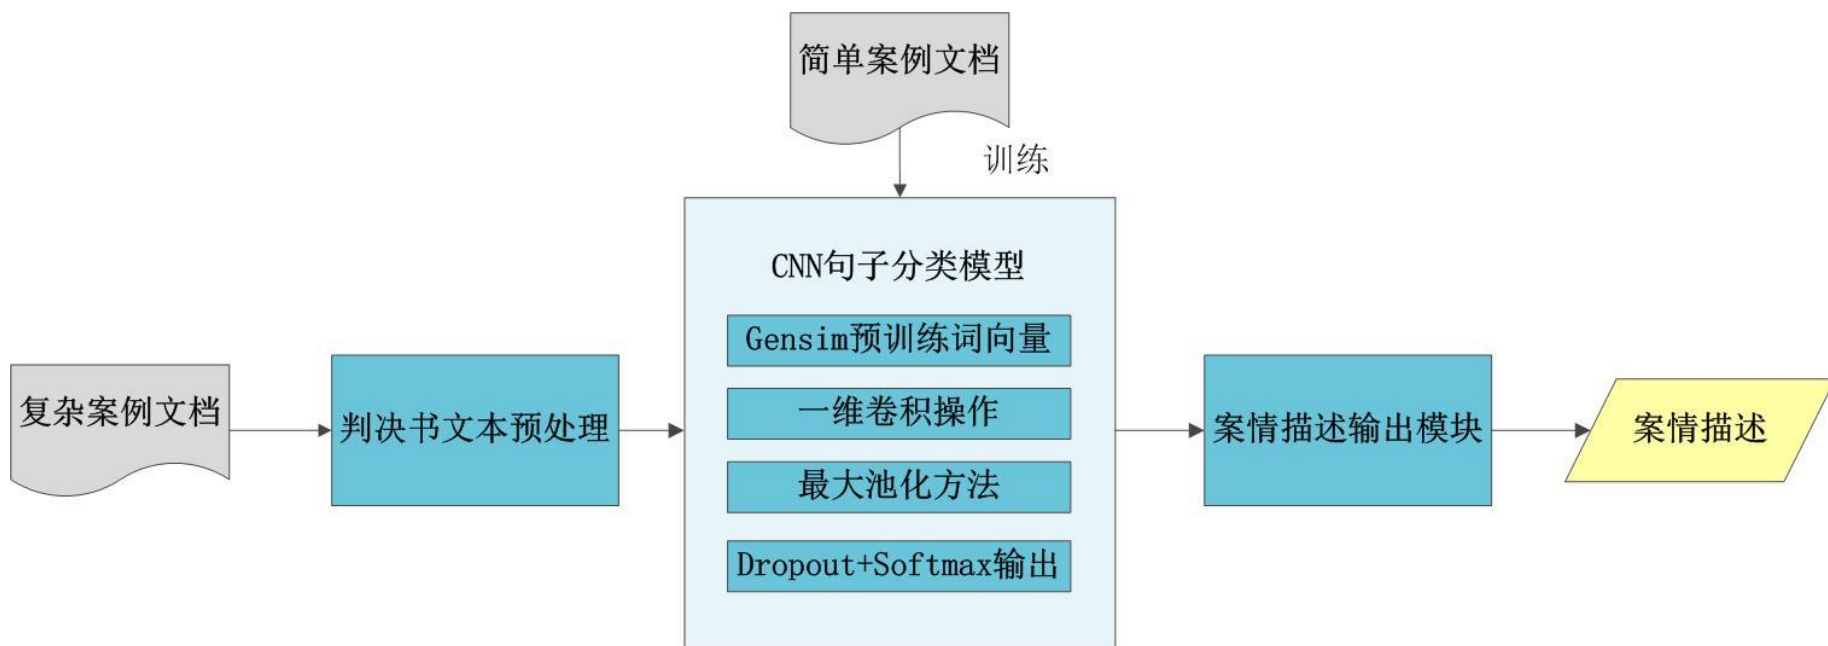 简单案例文档
训练
CNN句子分类模型
Gensim预训练词向量
一维卷积操作
最大池化方法
Dropout+Softmax输出
复杂案例文档
判决书文本预处理
案情描述输出模块
案情描述